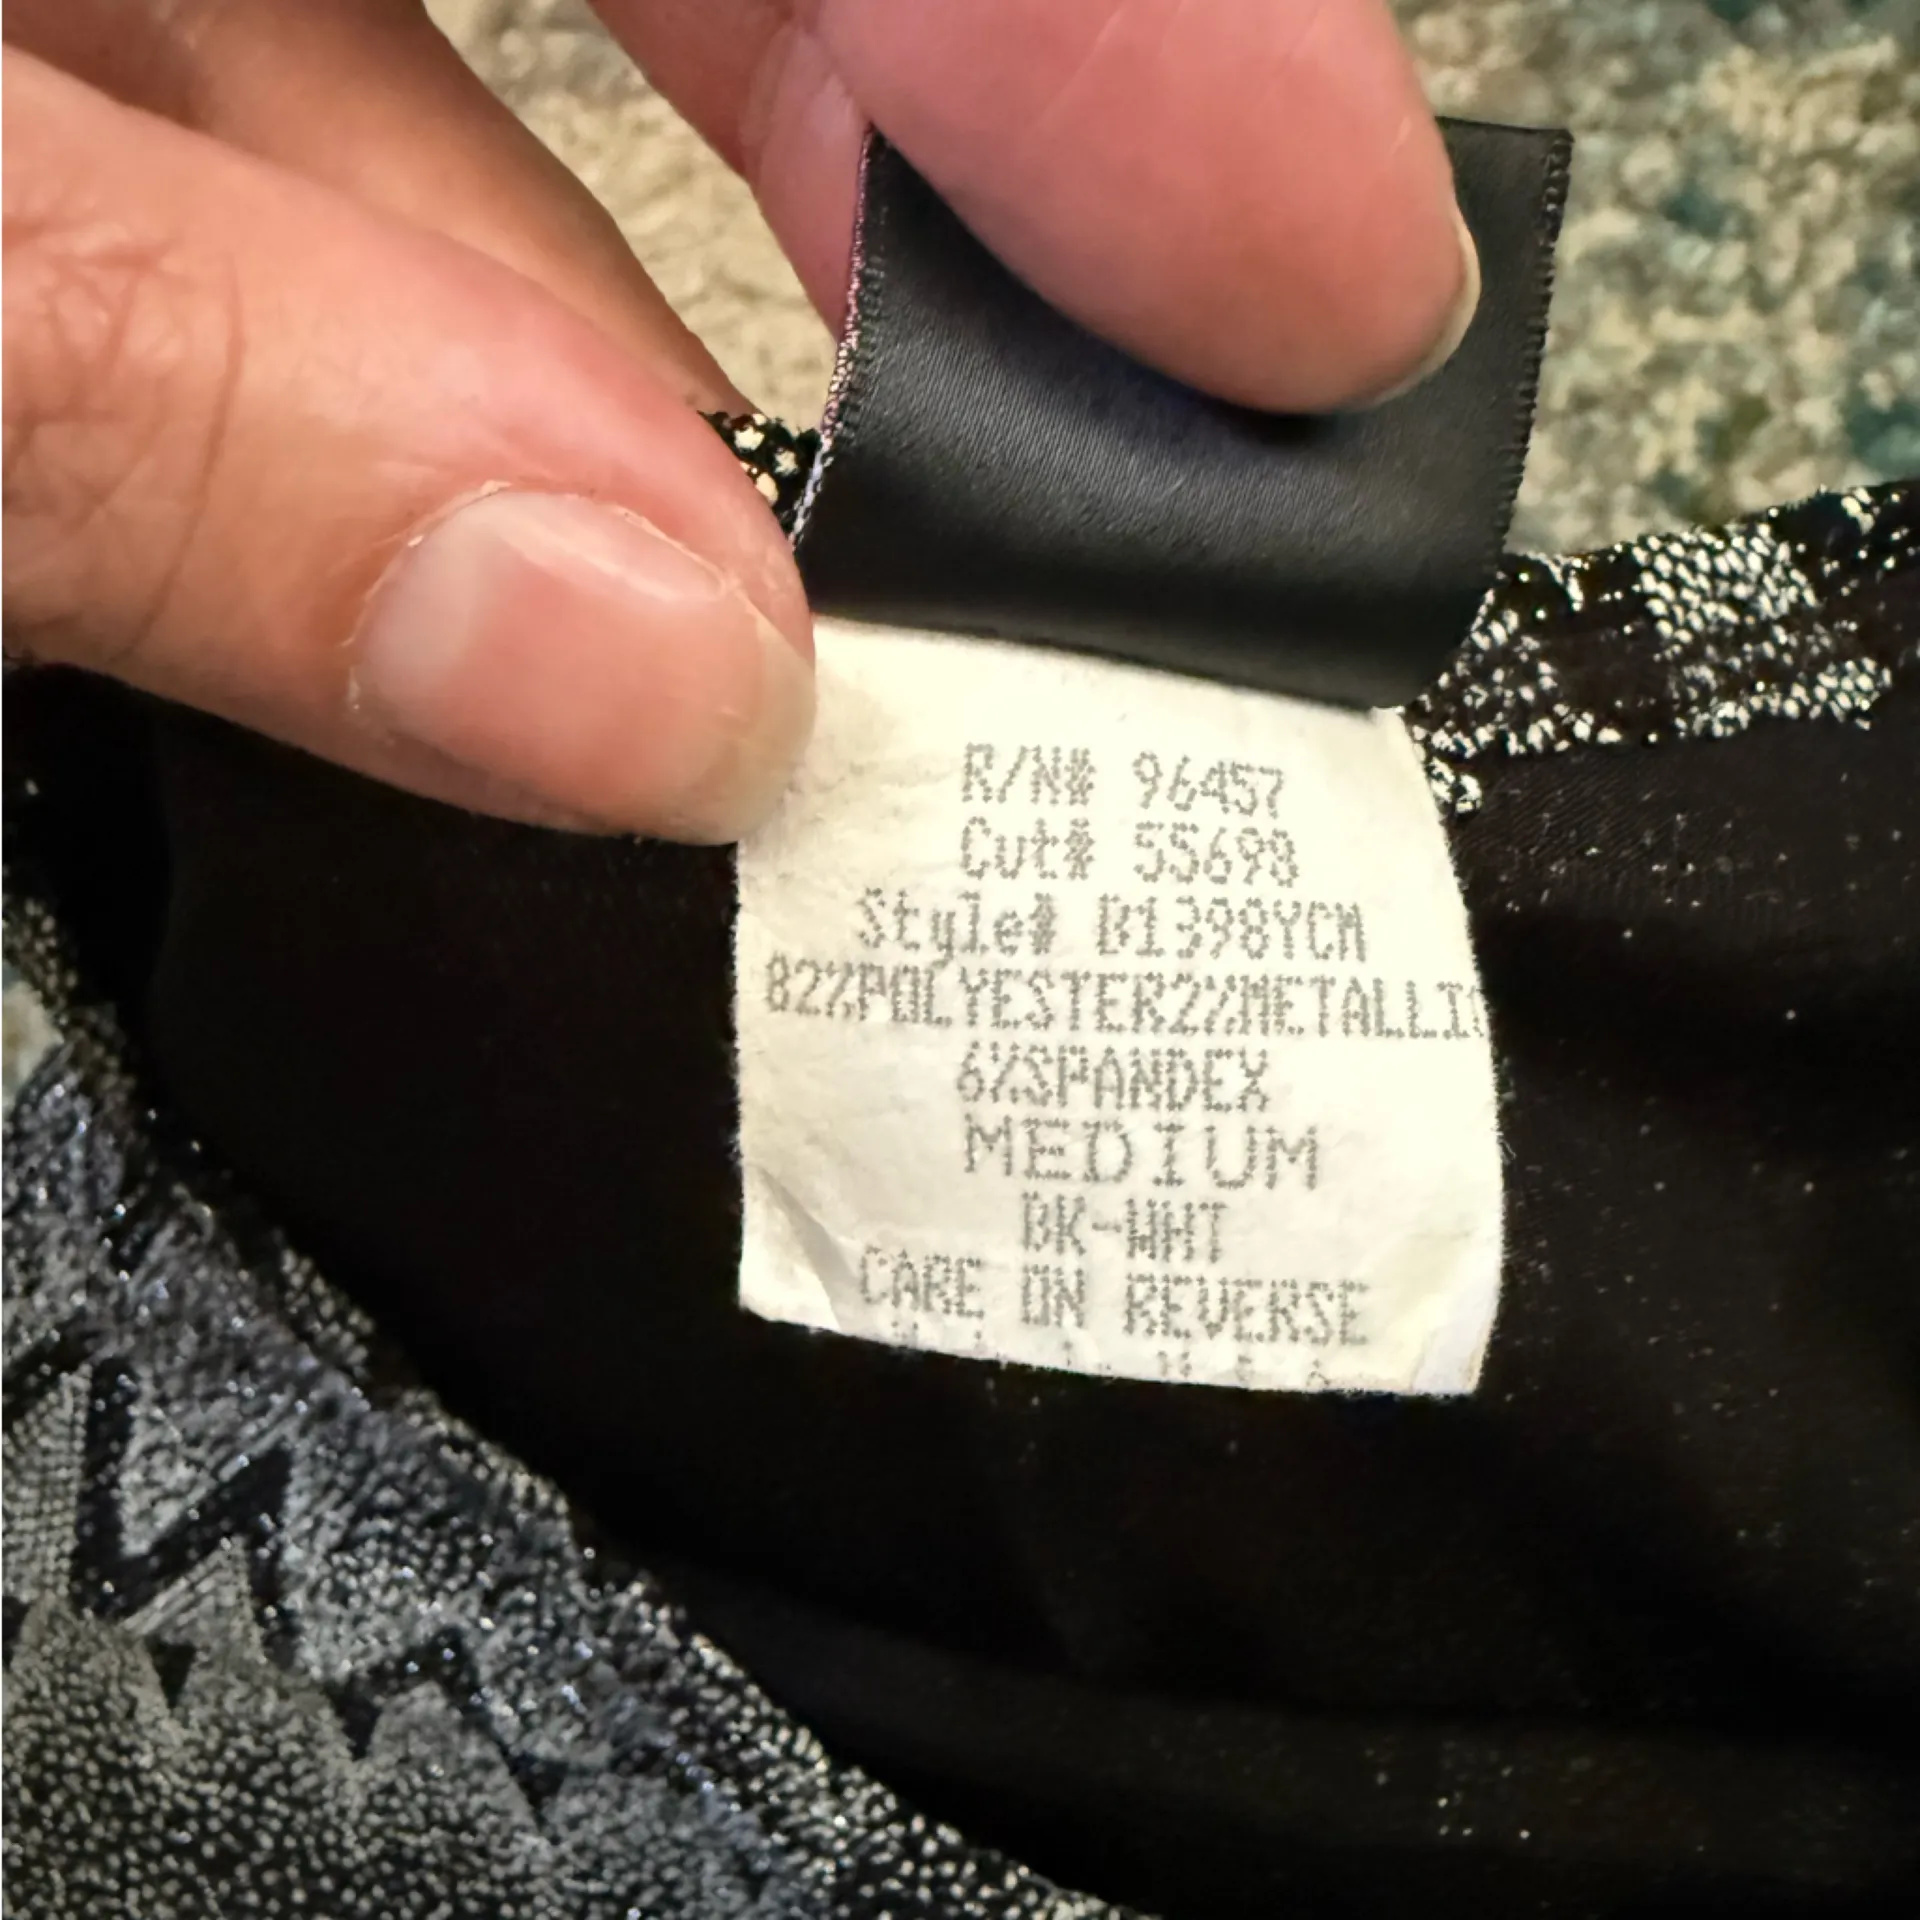 R/N# 96457
Cut# 55698
Style# B1398YCM
82%POLYESTER2%METALLIC
6%SPANDEX
MEDIUM
BK-WHT
CARE ON REVERSE